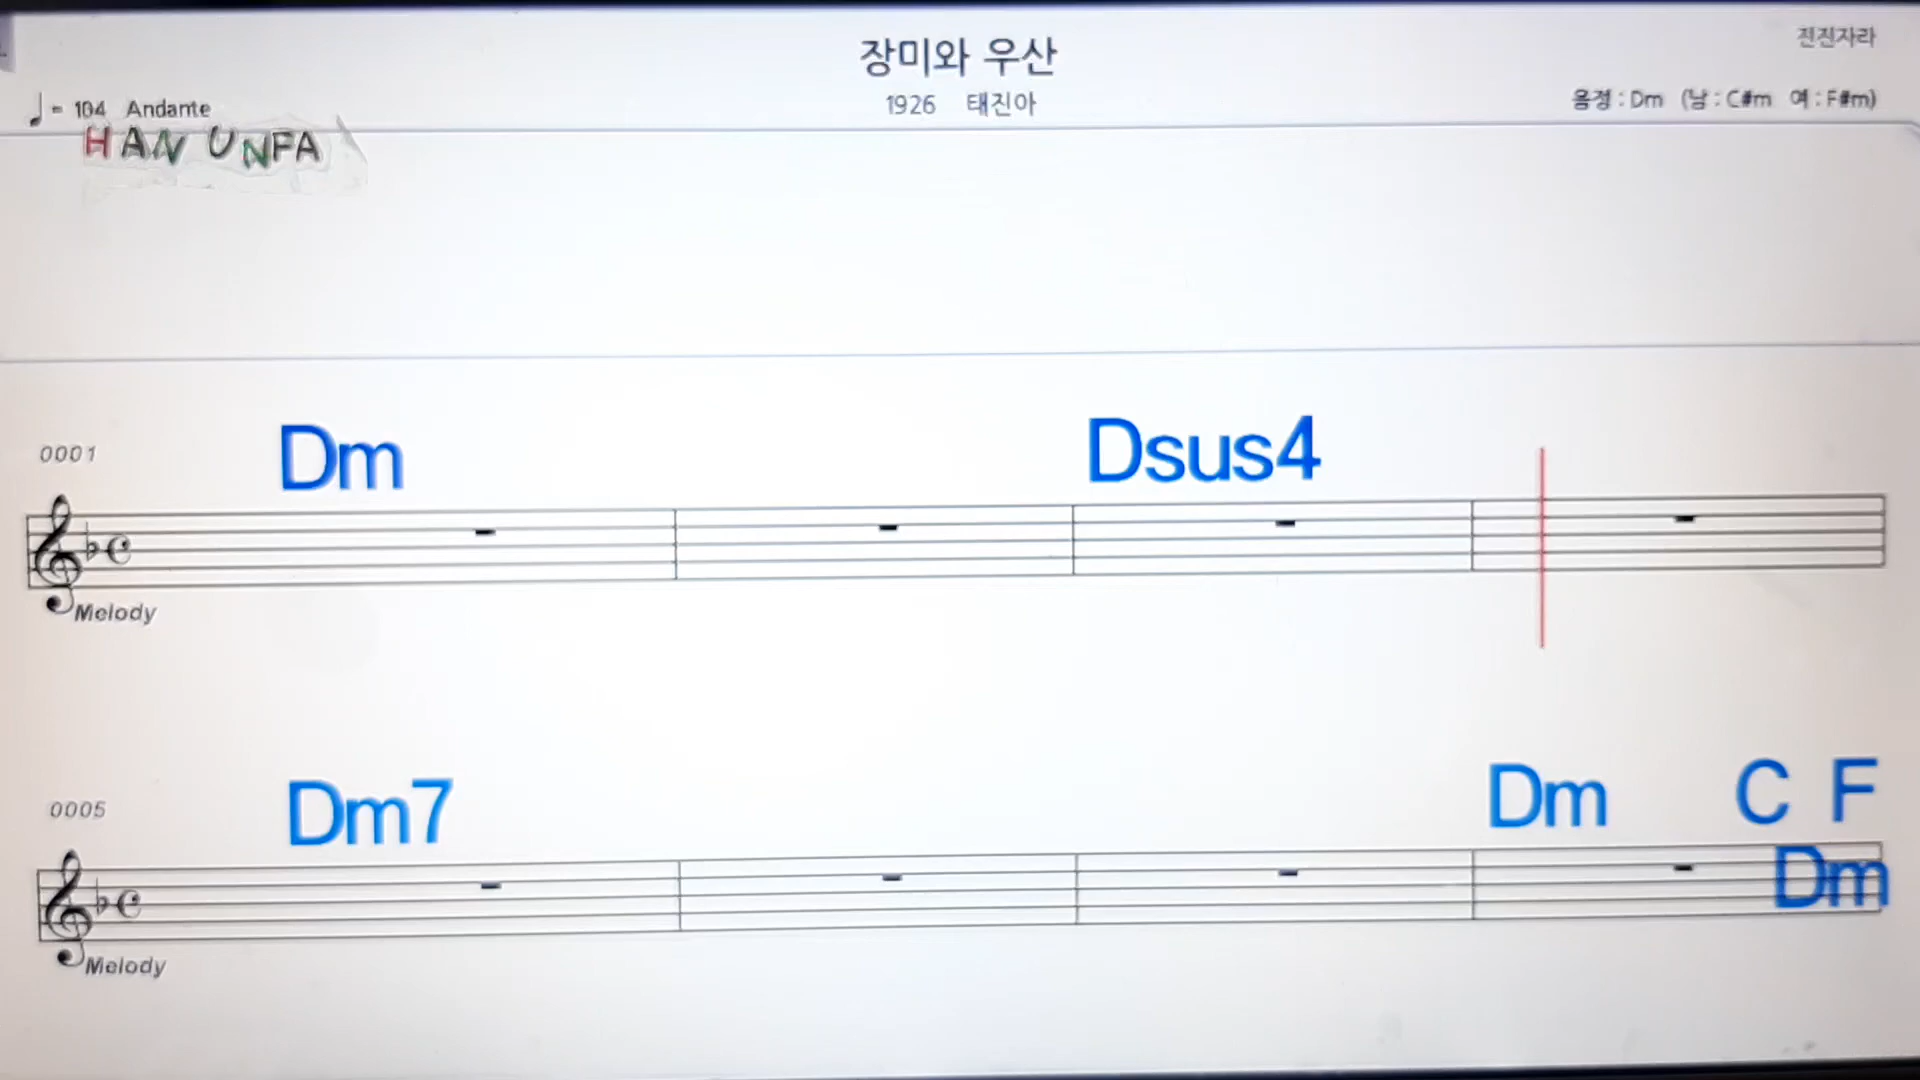 전진자라
장미와 우산
♩= 104 Andante
1926 태진아
음정 : Dm (남 : C#m 여 : F#m)
HAN UNFA
0001 Dm Dsus4
Melody
0005 Dm7 Dm C F
Dm
Melody